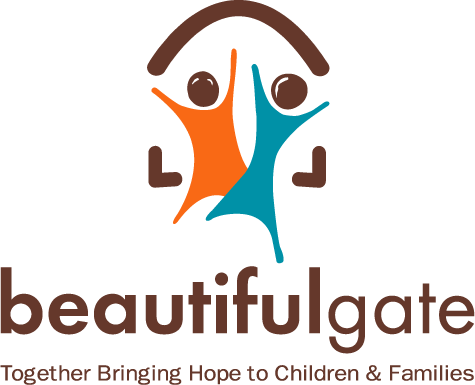 beautifulgate
Together Bringing Hope to Children & Families